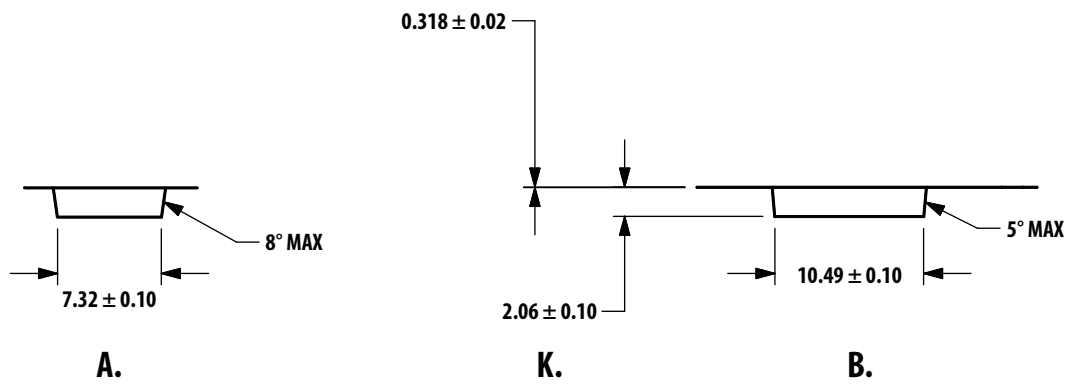 0.318 ± 0.02
8° MAX
5° MAX
7.32 ± 0.10
10.49 ± 0.10
2.06 ± 0.10
A.
K.
B.